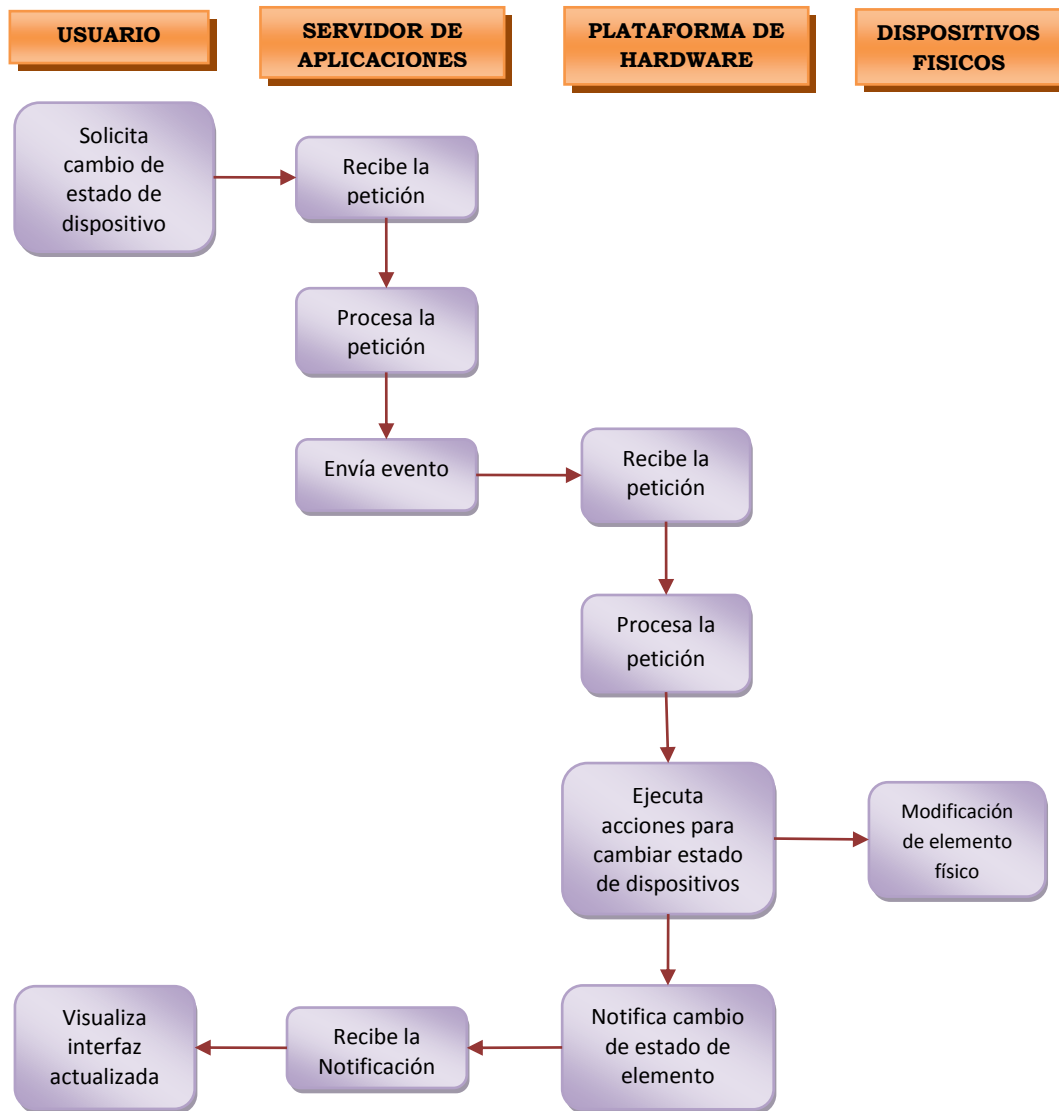 USUARIO
SERVIDOR DE
APLICACIONES
PLATAFORMA DE
HARDWARE
DISPOSITIVOS
FISICOS
Solicita
cambio de
estado de
dispositivo
Recibe la
petición
Procesa la
petición
Envía evento
Recibe la
petición
Procesa la
petición
Ejecuta
acciones para
cambiar estado
de dispositivos
Modificación
de elemento
físico
Notifica cambio
de estado de
elemento
Recibe la
Notificación
Visualiza
interfaz
actualizada